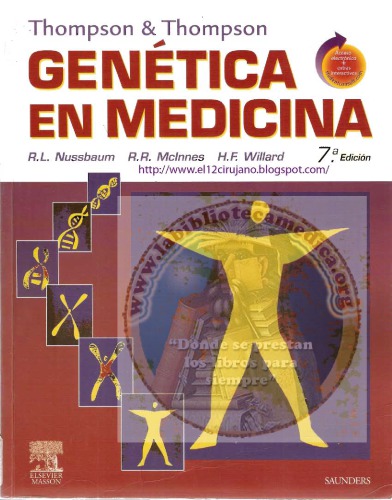 Thompson & Thompson
GENÉTICA
EN MEDICINA
R.L. Nussbaum R.R. McInnes H.F. Willard 7.ª Edición
http://www.el12cirujano.blogspot.com/
www.labibliotecamedica.org
"Donde se prestan
los libros para
siempre"
ELSEVIER
MASSON
SAUNDERS